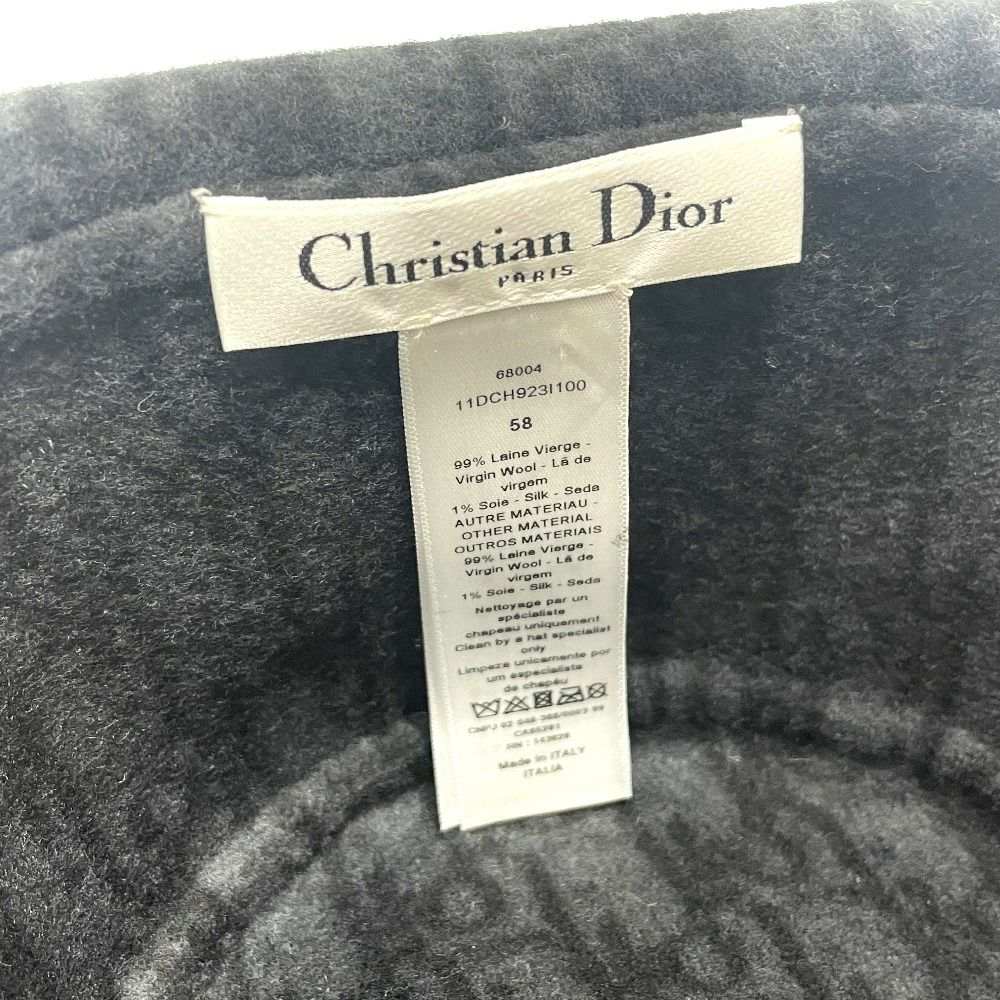 Christian Dior
PARIS
68004
11DCH923I100
58
99% Laine Vierge -
Virgin Wool - Lã de
virgem
1% Soie - Silk - Seda
AUTRE MATERIAU -
OTHER MATERIAL
OUTROS MATERIAIS
99% Laine Vierge -
Virgin Wool - Lã de
virgem
1% Soie - Silk - Seda
Nettoyage par un
spécialiste
chapeau uniquement
Clean by a hat specialist
only
Limpeza unicamente por
um especialista
de chapéu
CNPJ 02
RN :
Made in ITALY
ITALIA